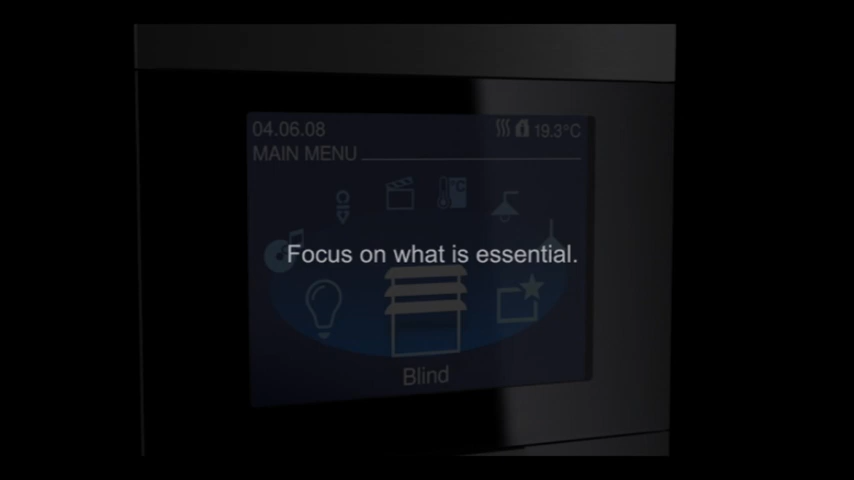 04.06.08 19.3°C
MAIN MENU
°C
Focus on what is essential.
Blind